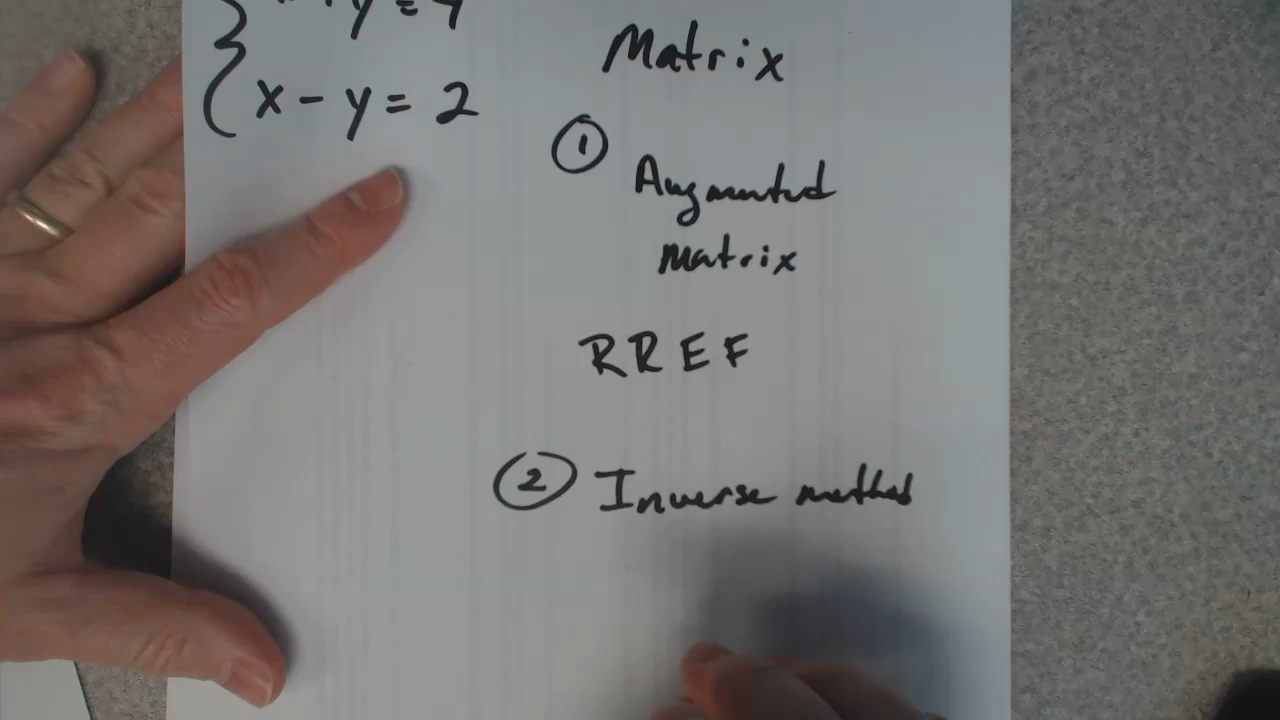 y =
x - y = 2
Matrix
① Augmented
matrix
RREF
② Inverse method